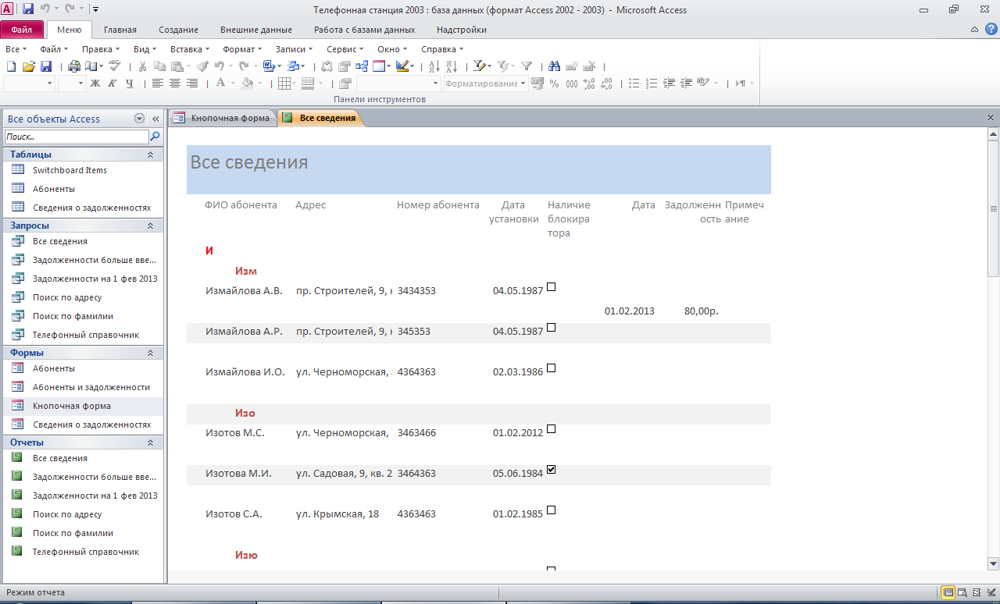 Телефонная станция 2003 : база данных (формат Access 2002 - 2003) - Microsoft Access
Файл Меню Главная Создание Внешние данные Работа с базами данных Надстройки
Все Файл Правка Вид Вставка Формат Записи Сервис Окно Справка
Ж К Ч Форматирование % 000
Панели инструментов
Все объекты Access
Поиск...
Таблицы
Switchboard Items
Абоненты
Сведения о задолженностях
Запросы
Все сведения
Задолженности больше вве...
Задолженности на 1 фев 2013
Поиск по адресу
Поиск по фамилии
Телефонный справочник
Формы
Абоненты
Абоненты и задолженности
Кнопочная форма
Сведения о задолженностях
Отчеты
Все сведения
Задолженности больше вве...
Задолженности на 1 фев 2013
Поиск по адресу
Поиск по фамилии
Телефонный справочник
Кнопочная форма Все сведения
Все сведения
ФИО абонента Адрес Номер абонента Дата Наличие Дата Задолженн Примеч
установки блокира ость ание
тора
И
Изм
Измайлова А.В. пр. Строителей, 9, 3434353 04.05.1987
01.02.2013 80,00р.
Измайлова А.Р. пр. Строителей, 9, 345353 04.05.1987
Измайлова И.О. ул. Черноморская, 4364363 02.03.1986
Изо
Изотов М.С. ул. Черноморская, 3463466 01.02.2012
Изотова М.И. ул. Садовая, 9, кв. 2 3464363 05.06.1984
Изотов С.А. ул. Крымская, 18 4363463 01.02.1985
Изю
Режим отчета